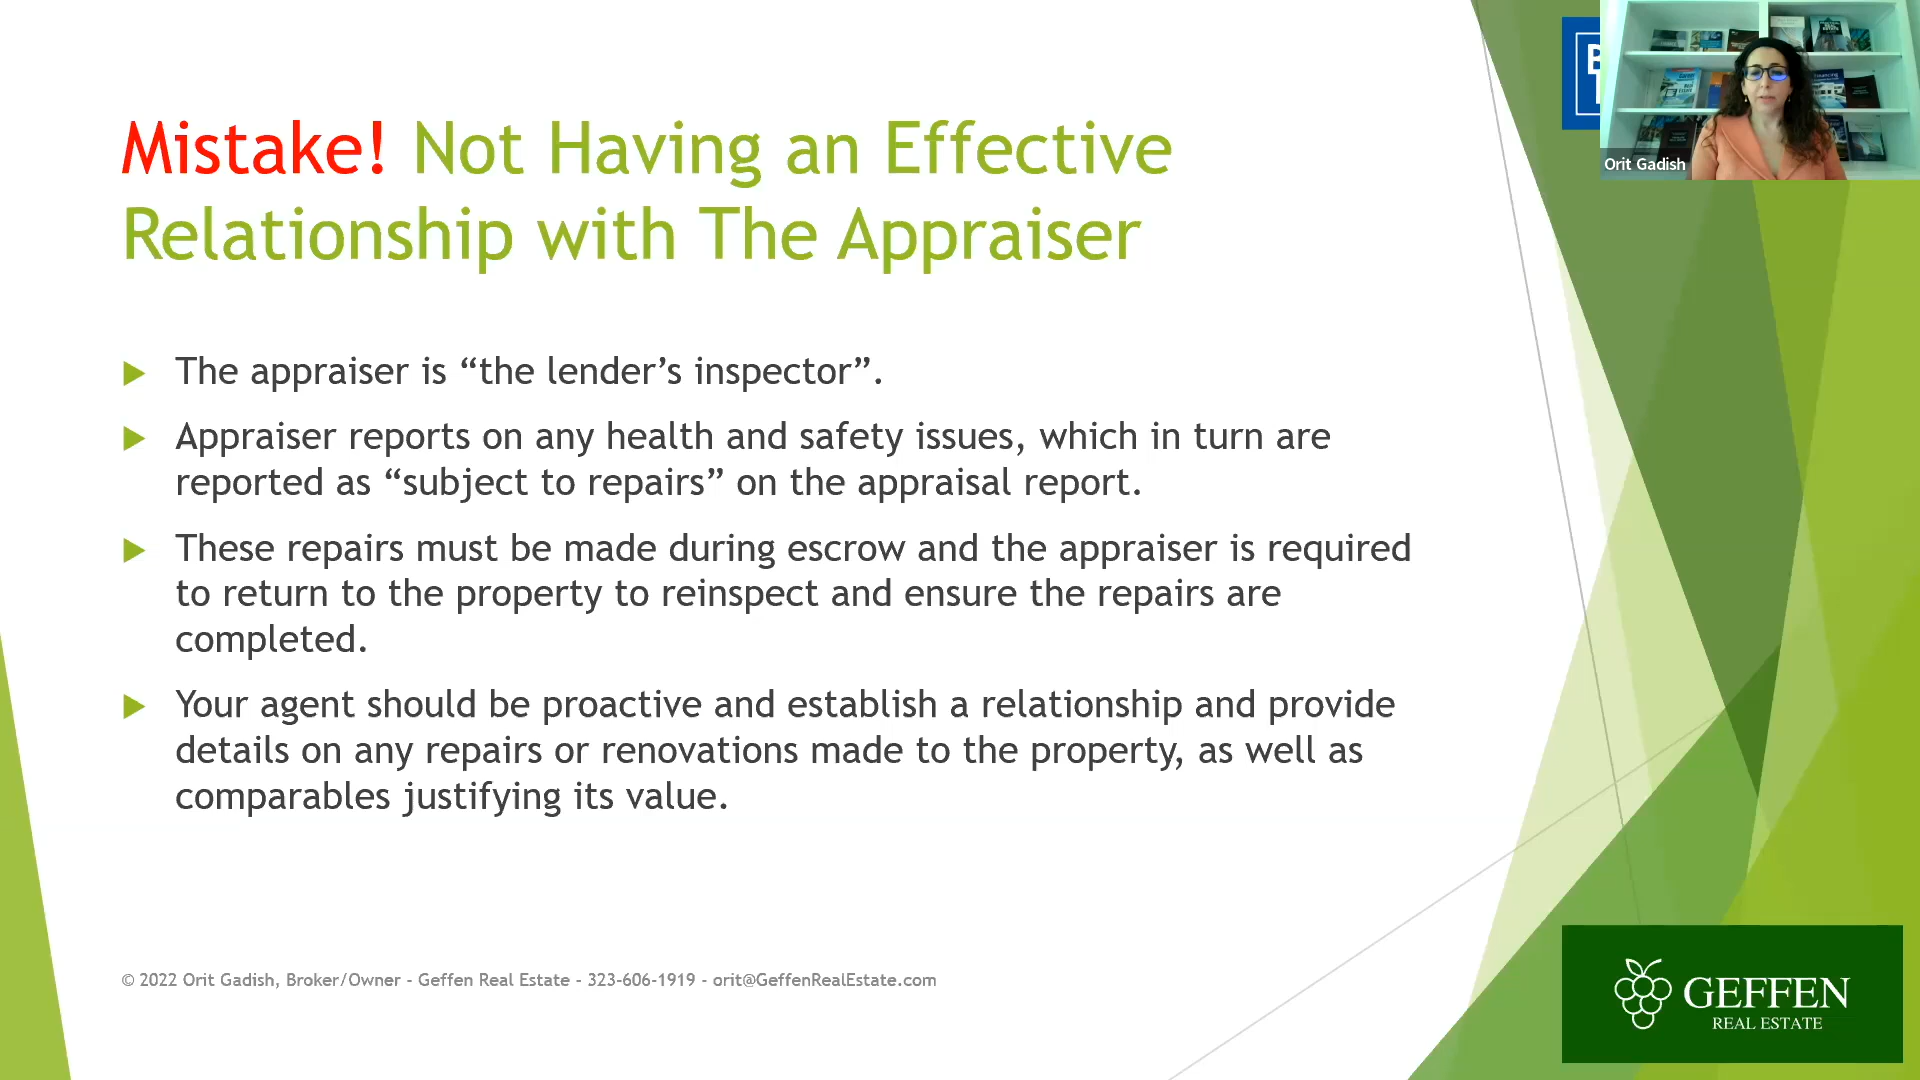 Mistake! Not Having an Effective
Relationship with The Appraiser
The appraiser is “the lender’s inspector”.
Appraiser reports on any health and safety issues, which in turn are
reported as “subject to repairs” on the appraisal report.
These repairs must be made during escrow and the appraiser is required
to return to the property to reinspect and ensure the repairs are
completed.
Your agent should be proactive and establish a relationship and provide
details on any repairs or renovations made to the property, as well as
comparables justifying its value.
© 2022 Orit Gadish, Broker/Owner - Geffen Real Estate - 323-606-1919 - orit@GeffenRealEstate.com
Orit Gadish
GEFFEN
REAL ESTATE